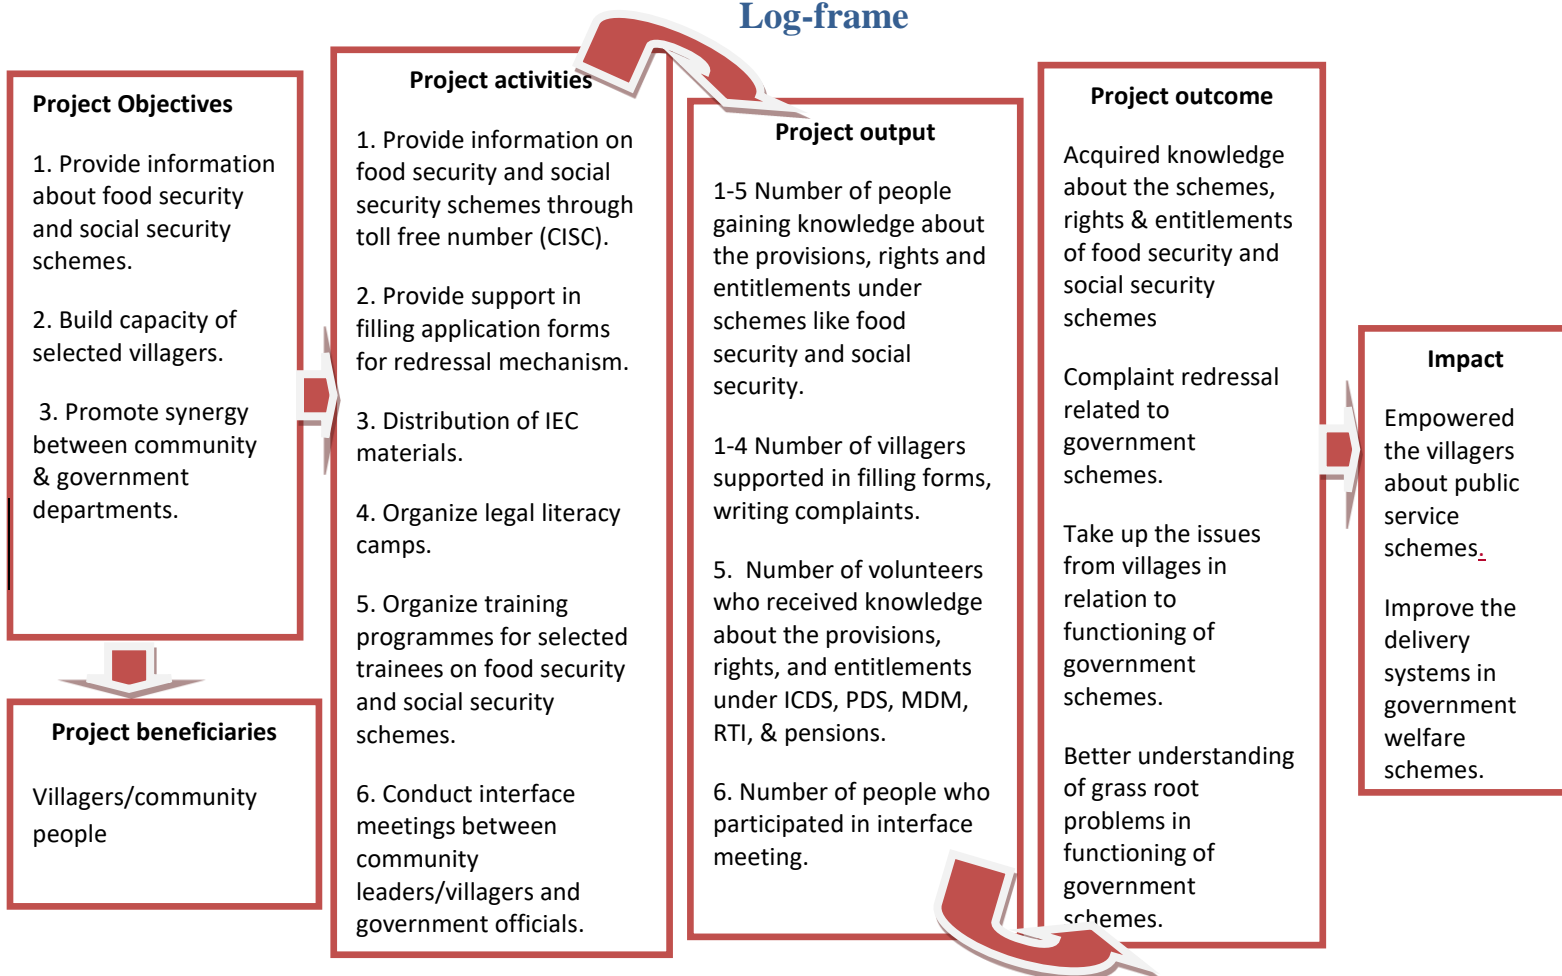 Log-frame
Project Objectives
1. Provide information
about food security
and social security
schemes.
2. Build capacity of
selected villagers.
3. Promote synergy
between community
& government
departments.
Project beneficiaries
Villagers/community
people
Project activities
1. Provide information on
food security and social
security schemes through
toll free number (CISC).
2. Provide support in
filling application forms
for redressal mechanism.
3. Distribution of IEC
materials.
4. Organize legal literacy
camps.
5. Organize training
programmes for selected
trainees on food security
and social security
schemes.
6. Conduct interface
meetings between
community
leaders/villagers and
government officials.
Project output
1-5 Number of people
gaining knowledge about
the provisions, rights and
entitlements under
schemes like food
security and social
security.
1-4 Number of villagers
supported in filling forms,
writing complaints.
5. Number of volunteers
who received knowledge
about the provisions,
rights, and entitlements
under ICDS, PDS, MDM,
RTI, & pensions.
6. Number of people who
participated in interface
meeting.
Project outcome
Acquired knowledge
about the schemes,
rights & entitlements
of food security and
social security
schemes
Complaint redressal
related to
government
schemes.
Take up the issues
from villages in
relation to
functioning of
government
schemes.
Better understanding
of grass root
problems in
functioning of
government
schemes.
Impact
Empowered
the villagers
about public
service
schemes.
Improve the
delivery
systems in
government
welfare
schemes.